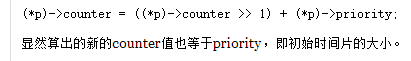 (*p)->counter = ((*p)->counter >> 1) + (*p)->priority;
显然算出的新的counter值也等于priority，即初始时间片的大小。